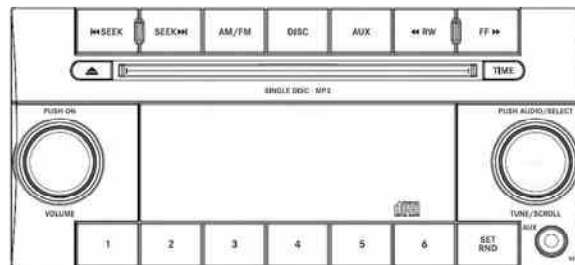 SEEK
SEEK
AM/FM
DISC
AUX
RW
FF
TIME
SINGLE DISC - MP3
PUSH ON
PUSH AUDIO/SELECT
VOLUME
TUNE/SCROLL
1
2
3
4
5
6
SET
RND
AUX